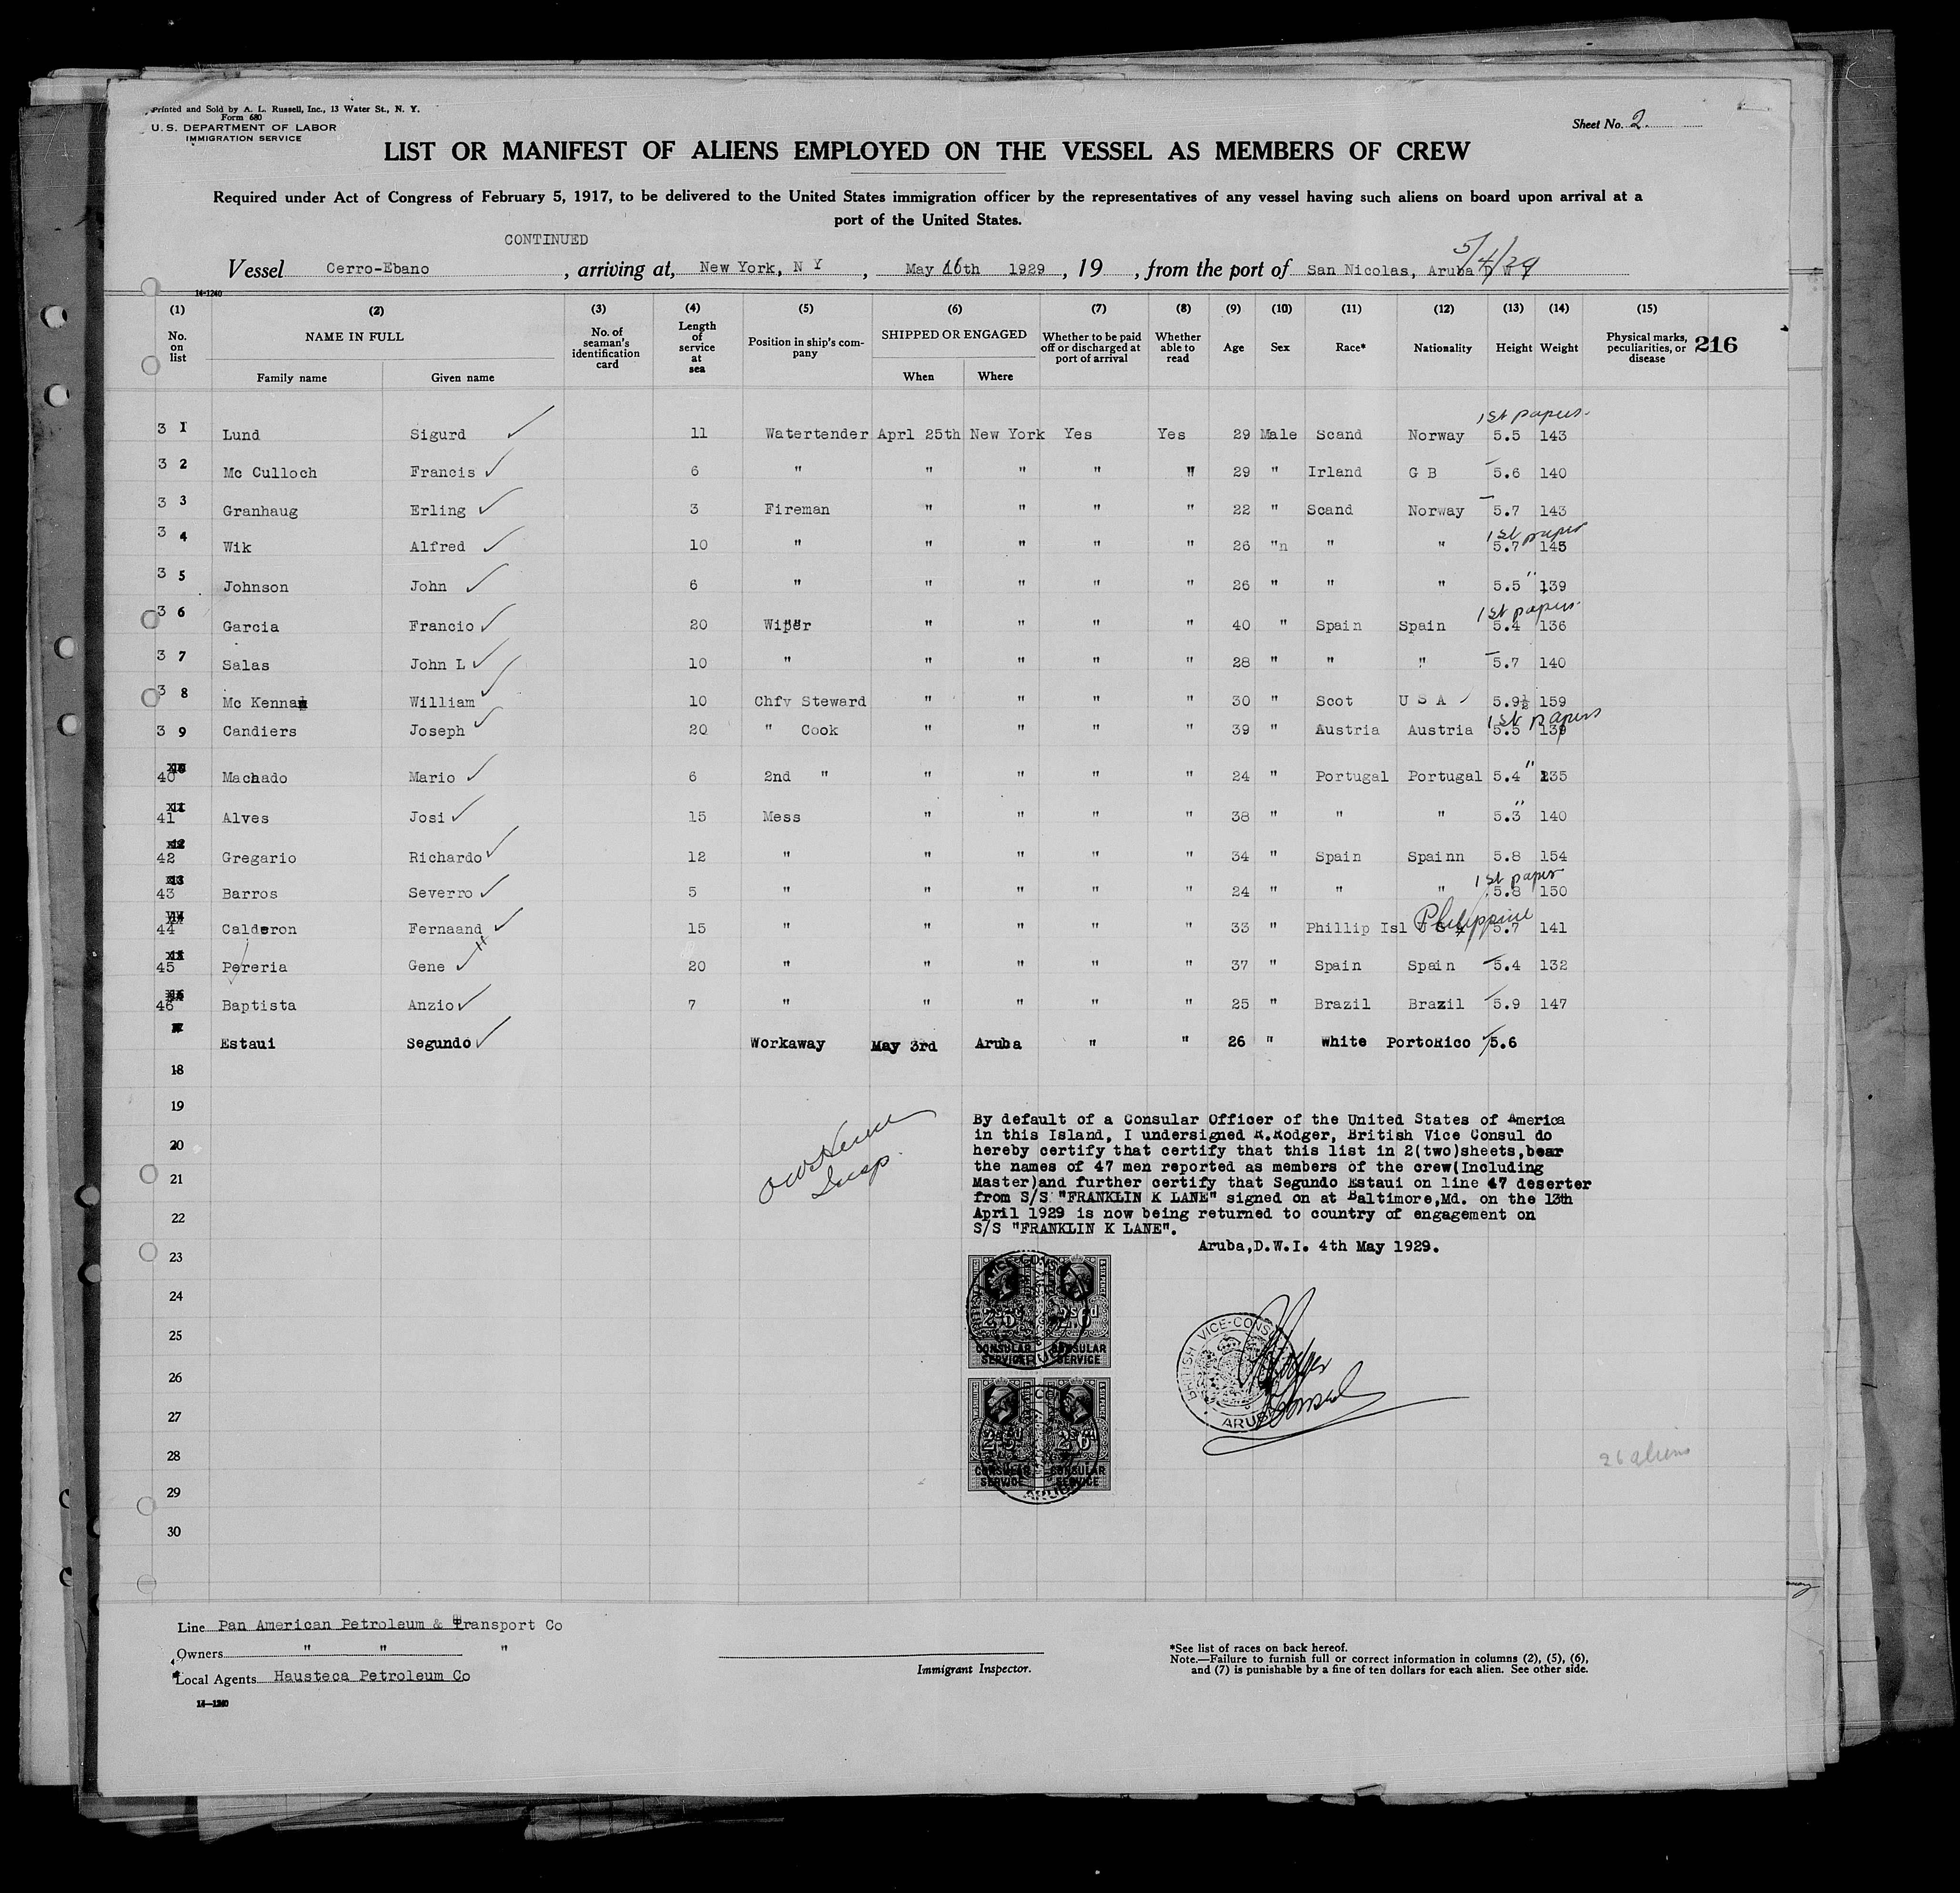 Printed and Sold by A. L. Russell, Inc., 13 Water St., N. Y.
Form 680
U. S. DEPARTMENT OF LABOR
IMMIGRATION SERVICE
Sheet No. 2
LIST OR MANIFEST OF ALIENS EMPLOYED ON THE VESSEL AS MEMBERS OF CREW
Required under Act of Congress of February 5, 1917, to be delivered to the United States immigration officer by the representatives of any vessel having such aliens on board upon arrival at a
port of the United States.
CONTINUED
5/4/29
Vessel Cerro-Ebano, arriving at, New York, N Y, May 16th 1929, 19 , from the port of San Nicolas, Aruba D W I
14-1240
(1) (2) (3) (4) (5) (6) (7) (8) (9) (10) (11) (12) (13) (14) (15)
No. on list NAME IN FULL No. of seaman's identification card Length of service at sea Position in ship's company SHIPPED OR ENGAGED Whether to be paid off or discharged at port of arrival Whether able to read Age Sex Race* Nationality Height Weight Physical marks, peculiarities, or disease 216
Family name Given name When Where
1st papers.
3 1 Lund Sigurd 11 Watertender Aprl 25th New York Yes Yes 29 Male Scand Norway 5.5 143
3 2 Mc Culloch Francis 6 " " " " " 29 " Irland G B 5.6 140
3 3 Granhaug Erling 3 Fireman " " " " 22 " Scand Norway 5.7 143
1st paper
3 4 Wik Alfred 10 " " " " " 26 "n " " 5.7 145
3 5 Johnson John 6 " " " " " 26 " " " 5.5 " 139
1st papers.
3 6 Garcia Francio 20 Wiper " " " " 40 " Spain Spain 5.4 136
3 7 Salas John L 10 " " " " " 28 " " " 5.7 140
3 8 Mc Kenna William 10 Chfv Steward " " " " 30 " Scot U S A 5.9½ 159
1st papers
3 9 Candiers Joseph 20 " Cook " " " " 39 " Austria Austria 5.5 139
40 Machado Mario 6 2nd " " " " " 24 " Portugal Portugal 5.4 " 135
41 Alves Josi 15 Mess " " " " 38 " " " 5.3 " 140
42 Gregario Richardo 12 " " " " " 34 " Spain Spainn 5.8 154
1st paper
43 Barros Severro 5 " " " " " 24 " " " 5.8 150
44 Calderon Fernaand 15 " " " " " 33 " Phillip Isl Philippine 5.7 141
45 Pereria Gene 20 " " " " " 37 " Spain Spain 5.4 132
46 Baptista Anzio 7 " " " " " 25 " Brazil Brazil 5.9 147
Estaui Segundo Workaway May 3rd Aruba " " 26 " White PortoRico 5.6
18
19
20
21
22
23
24
25
26
27
28
29
30
Insp.
By default of a Consular Officer of the United States of America
in this Island, I undersigned R.Rodger, British Vice Consul do
hereby certify that certify that this list in 2(two)sheets,bear
the names of 47 men reported as members of the crew(Including
Master)and further certify that Segundo Estaui on line 47 deserter
from S/S "FRANKLIN K LANE" signed on at Baltimore,Md. on the 13th
April 1929 is now being returned to country of engagement on
S/S "FRANKLIN K LANE".
Aruba,D.W.I. 4th May 1929.
CONSULAR SERVICE CONSULAR SERVICE
CONSULAR SERVICE CONSULAR SERVICE
BRITISH VICE-CONSUL
ARUBA
26 aliens
Line Pan American Petroleum & Transport Co
Owners " " "
Local Agents Hausteca Petroleum Co
14-1240
Immigrant Inspector.
*See list of races on back hereof.
Note.—Failure to furnish full or correct information in columns (2), (5), (6),
and (7) is punishable by a fine of ten dollars for each alien. See other side.